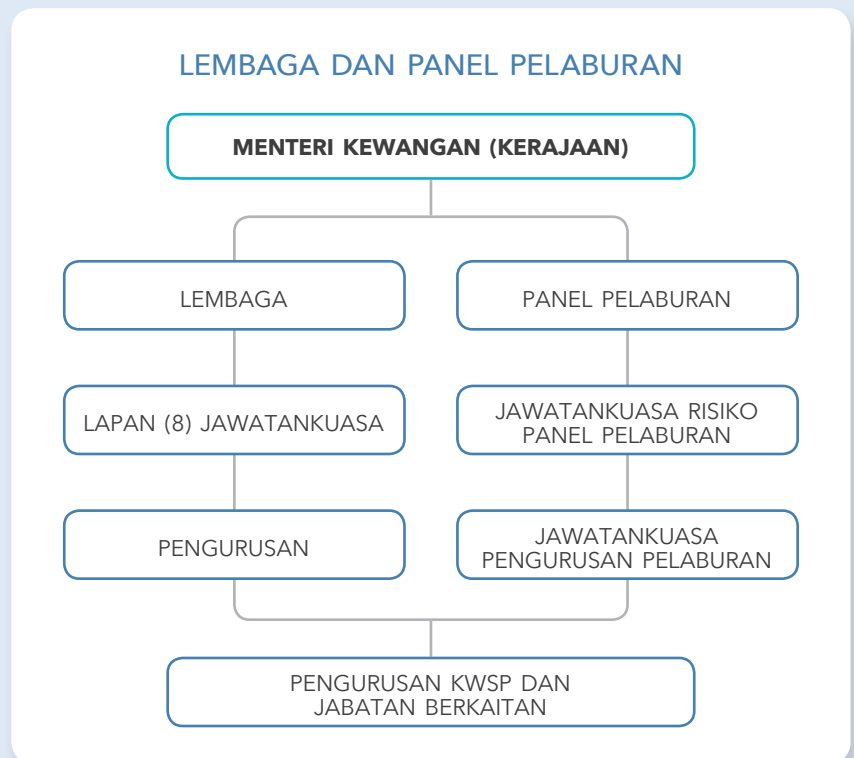 LEMBAGA DAN PANEL PELABURAN
MENTERI KEWANGAN (KERAJAAN)
LEMBAGA
PANEL PELABURAN
LAPAN (8) JAWATANKUASA
JAWATANKUASA RISIKO
PANEL PELABURAN
PENGURUSAN
JAWATANKUASA
PENGURUSAN PELABURAN
PENGURUSAN KWSP DAN
JABATAN BERKAITAN